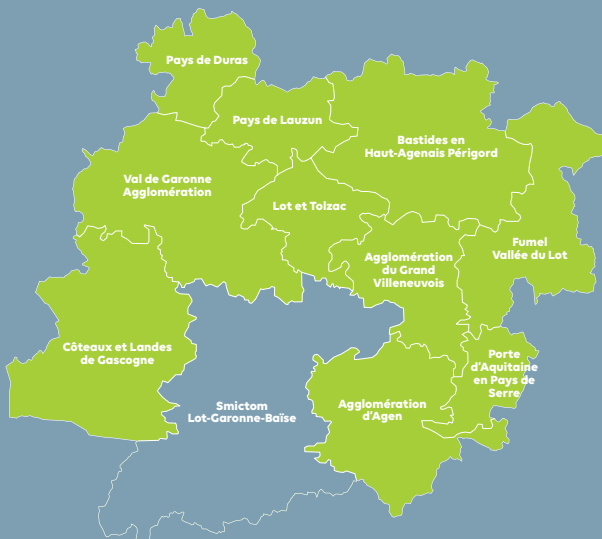 Pays de Duras
Pays de Lauzun
Bastides en
Haut-Agenais Périgord
Val de Garonne
Agglomération
Lot et Tolzac
Fumel
Vallée du Lot
Agglomération
du Grand
Villeneuvois
Côteaux et Landes
de Gascogne
Porte
d'Aquitaine
en Pays de
Serre
Smictom
Lot-Garonne-Baïse
Agglomération
d'Agen